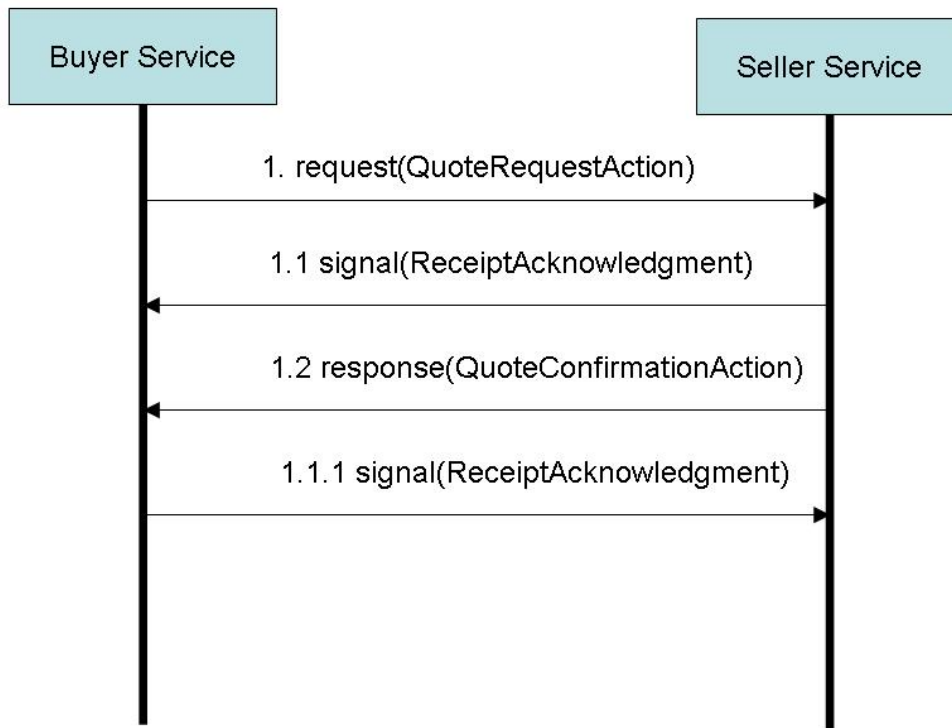 Buyer Service
Seller Service
1. request(QuoteRequestAction)
1.1 signal(ReceiptAcknowledgment)
1.2 response(QuoteConfirmationAction)
1.1.1 signal(ReceiptAcknowledgment)